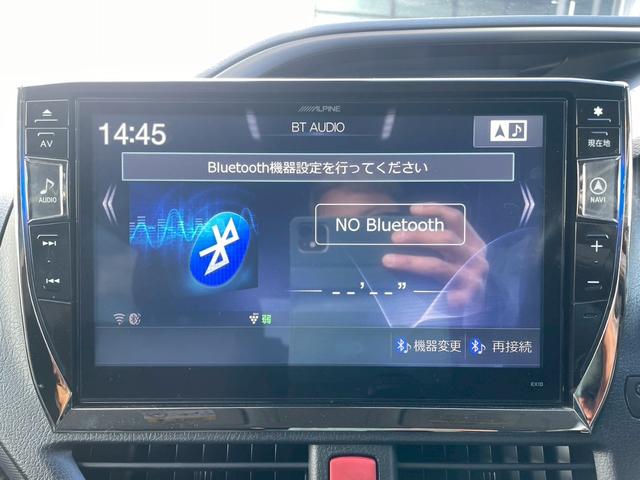 ALPINE
14:45
BT AUDIO
Bluetooth機器設定を行ってください
NO Bluetooth
--'--"
弱
機器変更
再接続
EX10
AV
AUDIO
現在地
NAVI